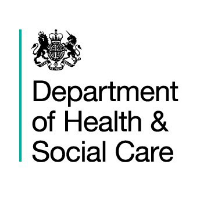 Department
of Health &
Social Care